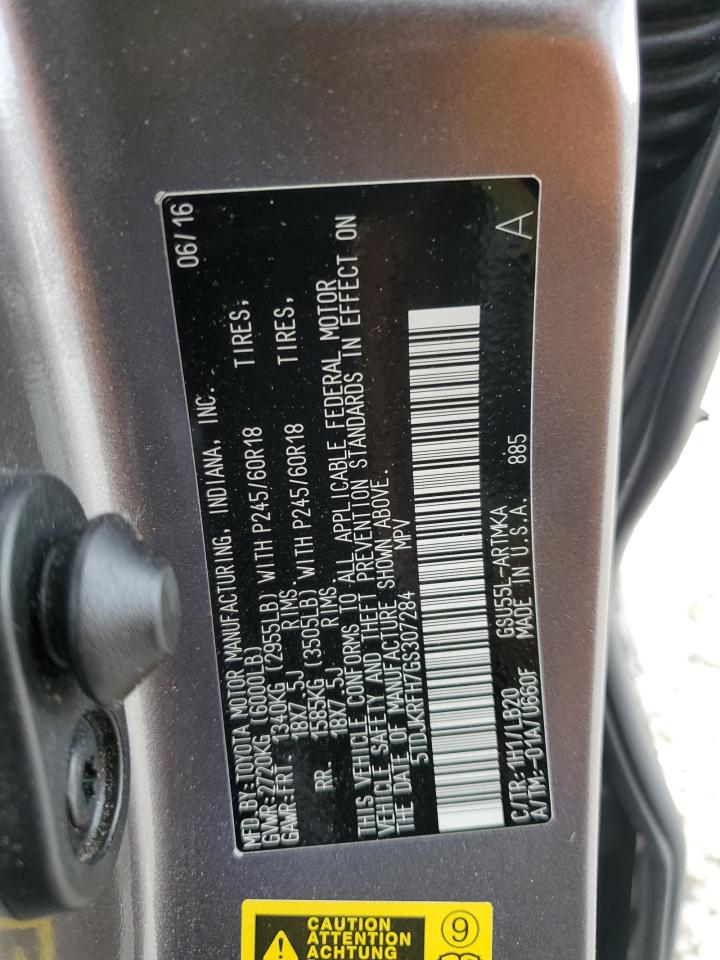 MFD.BY:TOYOTA MOTOR MANUFACTURING, INDIANA, INC. 06/16
GVWR:2720KG (6000LB)
GAWR:FR. 1340KG (2955LB) WITH P245/60R18 TIRES,
18X7.5J RIMS
RR. 1585KG (3505LB) WITH P245/60R18 TIRES,
18X7.5J RIMS
THIS VEHICLE CONFORMS TO ALL APPLICABLE FEDERAL MOTOR
VEHICLE SAFETY AND THEFT PREVENTION STANDARDS IN EFFECT ON
THE DATE OF MANUFACTURE SHOWN ABOVE.
5TDJKRFH7GS307284 MPV
C/TR: 1H1/LB20 GSU55L-ARTMKA
A/TM:-01A/U660F MADE IN U.S.A. 885
A
CAUTION
ATTENTION
ACHTUNG
9